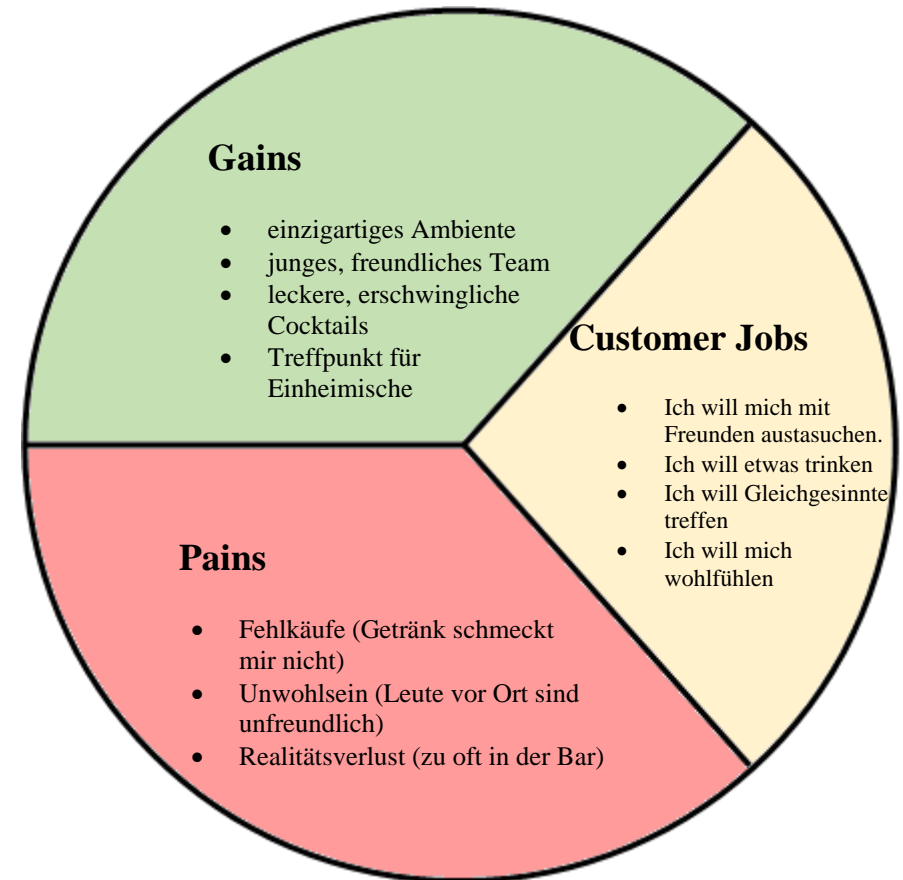 Gains
• einzigartiges Ambiente
• junges, freundliches Team
• leckere, erschwingliche
Cocktails
• Treffpunkt für
Einheimische
Customer Jobs
• Ich will mich mit
Freunden austasuchen.
• Ich will etwas trinken
• Ich will Gleichgesinnte
treffen
• Ich will mich
wohlfühlen
Pains
• Fehlkäufe (Getränk schmeckt
mir nicht)
• Unwohlsein (Leute vor Ort sind
unfreundlich)
• Realitätsverlust (zu oft in der Bar)